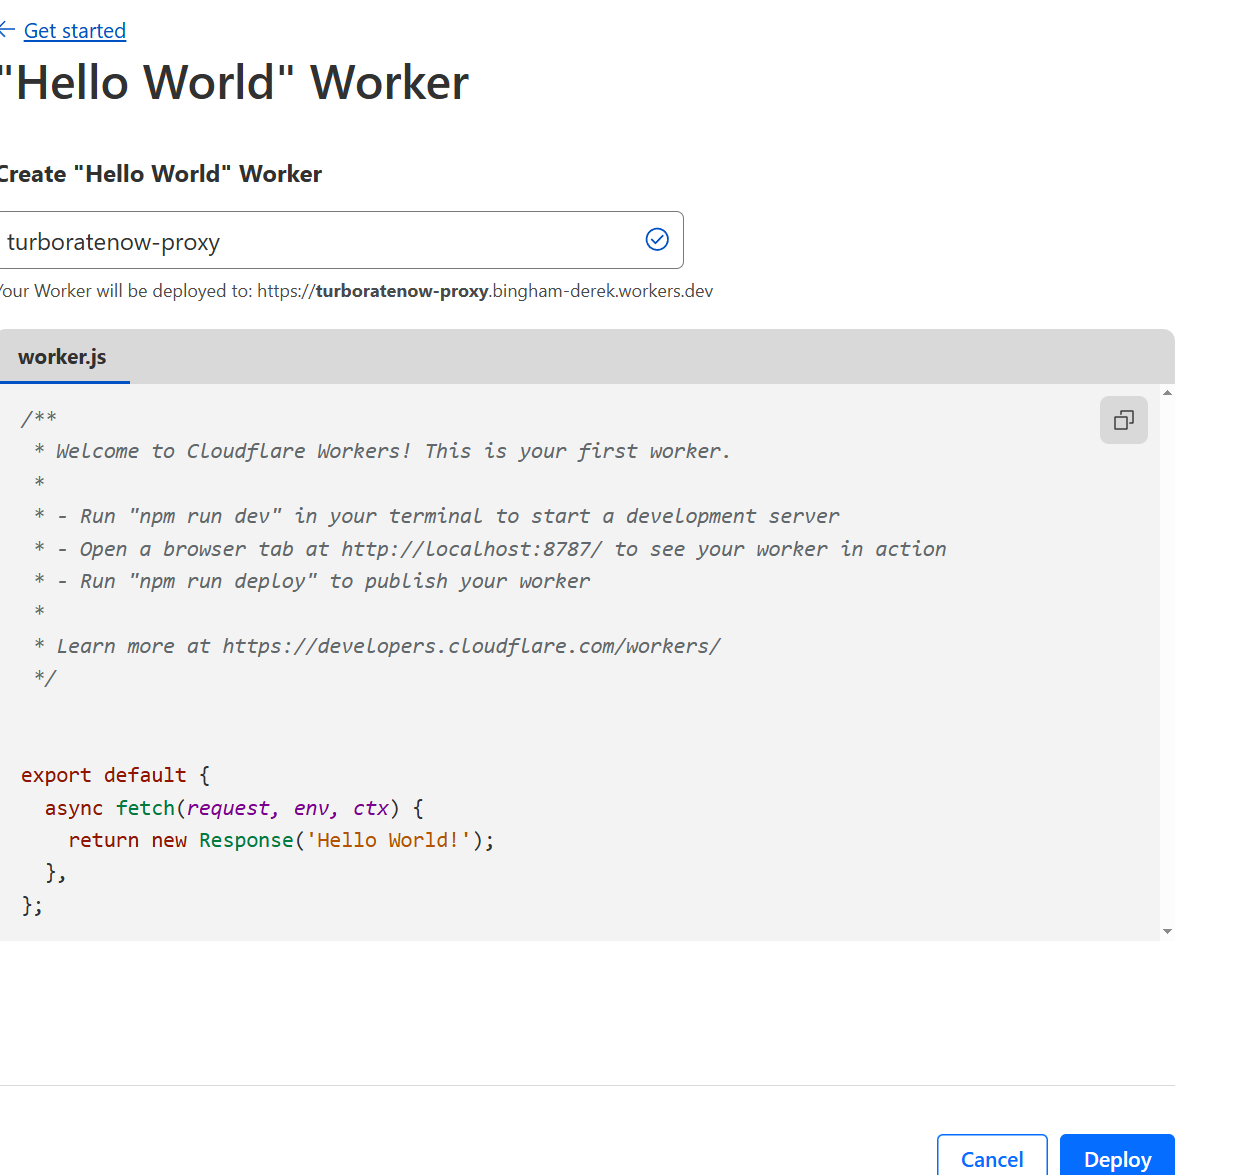 Get started
"Hello World" Worker
Create "Hello World" Worker
turboratenow-proxy
Your Worker will be deployed to: https://turboratenow-proxy.bingham-derek.workers.dev
worker.js
/**
 * Welcome to Cloudflare Workers! This is your first worker.
 *
 * - Run "npm run dev" in your terminal to start a development server
 * - Open a browser tab at http://localhost:8787/ to see your worker in action
 * - Run "npm run deploy" to publish your worker
 *
 * Learn more at https://developers.cloudflare.com/workers/
 */
export default {
  async fetch(request, env, ctx) {
    return new Response('Hello World!');
  },
};
Cancel
Deploy